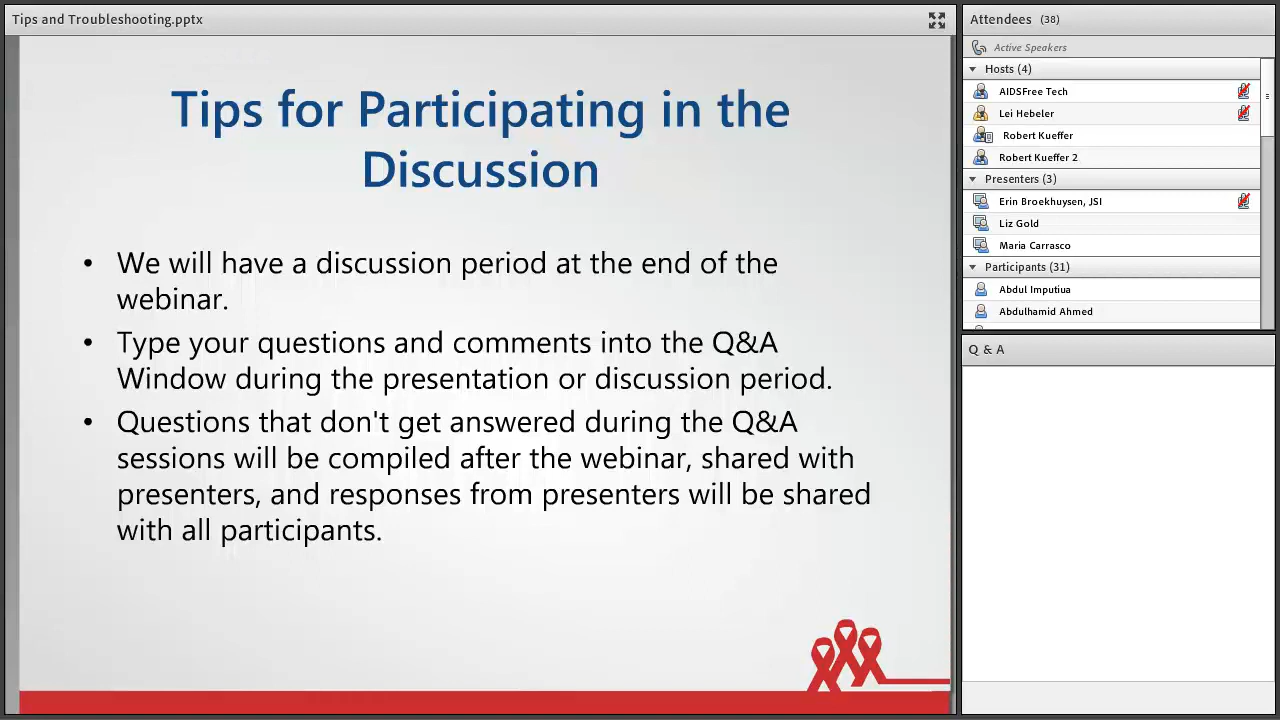 Tips and Troubleshooting.pptx
Tips for Participating in the
Discussion
• We will have a discussion period at the end of the
webinar.
• Type your questions and comments into the Q&A
Window during the presentation or discussion period.
• Questions that don't get answered during the Q&A
sessions will be compiled after the webinar, shared with
presenters, and responses from presenters will be shared
with all participants.
Attendees (38)
Active Speakers
Hosts (4)
AIDSFree Tech
Lei Hebeler
Robert Kueffer
Robert Kueffer 2
Presenters (3)
Erin Broekhuysen, JSI
Liz Gold
Maria Carrasco
Participants (31)
Abdul Imputiua
Abdulhamid Ahmed
Q & A